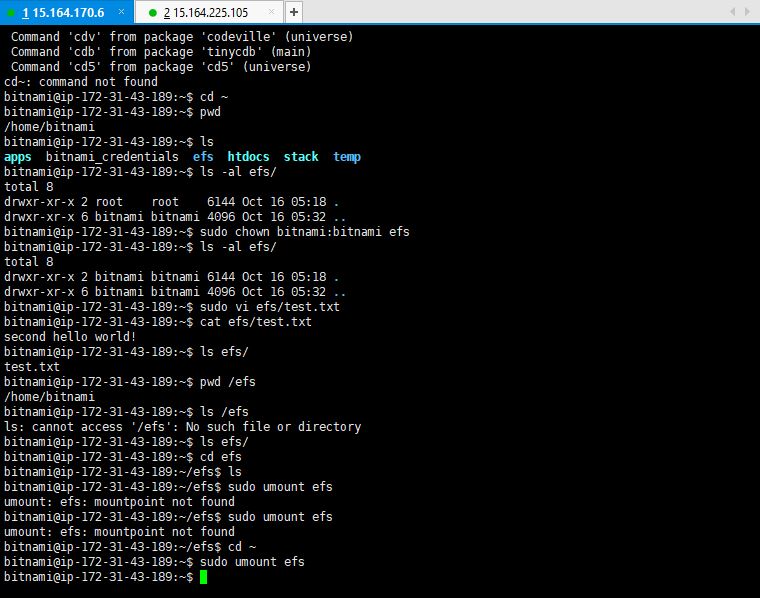 1 15.164.170.6 × 2 15.164.225.105 × +
Command 'cdv' from package 'codeville' (universe)
Command 'cdb' from package 'tinycdb' (main)
Command 'cd5' from package 'cd5' (universe)
cd~: command not found
bitnami@ip-172-31-43-189:~$ cd ~
bitnami@ip-172-31-43-189:~$ pwd
/home/bitnami
bitnami@ip-172-31-43-189:~$ ls
apps  bitnami_credentials  efs  htdocs  stack  temp
bitnami@ip-172-31-43-189:~$ ls -al efs/
total 8
drwxr-xr-x 2 root    root    6144 Oct 16 05:18 .
drwxr-xr-x 6 bitnami bitnami 4096 Oct 16 05:32 ..
bitnami@ip-172-31-43-189:~$ sudo chown bitnami:bitnami efs
bitnami@ip-172-31-43-189:~$ ls -al efs/
total 8
drwxr-xr-x 2 bitnami bitnami 6144 Oct 16 05:18 .
drwxr-xr-x 6 bitnami bitnami 4096 Oct 16 05:32 ..
bitnami@ip-172-31-43-189:~$ sudo vi efs/test.txt
bitnami@ip-172-31-43-189:~$ cat efs/test.txt
second hello world!
bitnami@ip-172-31-43-189:~$ ls efs/
test.txt
bitnami@ip-172-31-43-189:~$ pwd /efs
/home/bitnami
bitnami@ip-172-31-43-189:~$ ls /efs
ls: cannot access '/efs': No such file or directory
bitnami@ip-172-31-43-189:~$ ls efs/
bitnami@ip-172-31-43-189:~$ cd efs
bitnami@ip-172-31-43-189:~/efs$ ls
bitnami@ip-172-31-43-189:~/efs$ sudo umount efs
umount: efs: mountpoint not found
bitnami@ip-172-31-43-189:~/efs$ sudo umount efs
umount: efs: mountpoint not found
bitnami@ip-172-31-43-189:~/efs$ cd ~
bitnami@ip-172-31-43-189:~$ sudo umount efs
bitnami@ip-172-31-43-189:~$